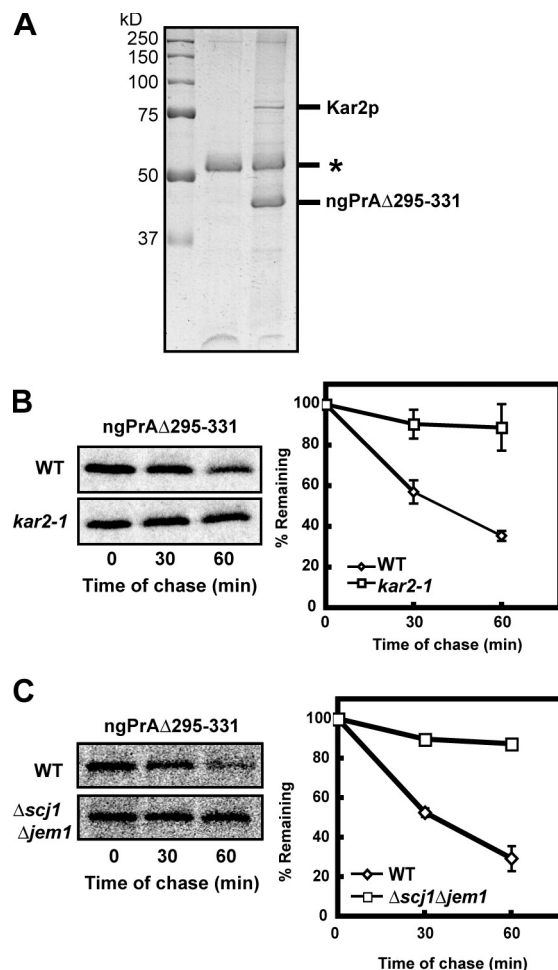 A
kD
250
150
100
75
50
37
Kar2p
*
ngPrAΔ295-331
B
ngPrAΔ295-331
WT
kar2-1
0 30 60
Time of chase (min)
% Remaining
100
80
60
40
20
0
WT
kar2-1
0 30 60
Time of chase (min)
C
ngPrAΔ295-331
WT
Δscj1
Δjem1
0 30 60
Time of chase (min)
% Remaining
100
80
60
40
20
0
WT
Δscj1Δjem1
0 30 60
Time of chase (min)